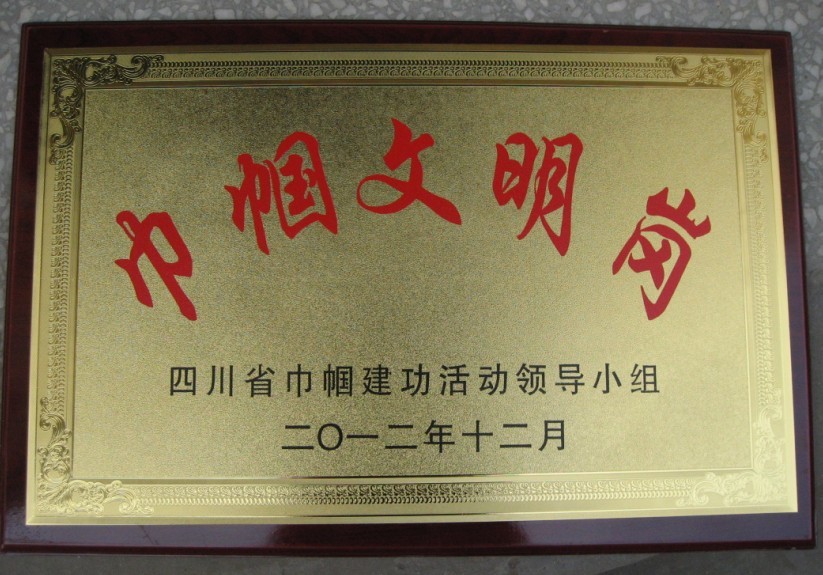 巾帼文明岗
四川省巾帼建功活动领导小组
二〇一二年十二月